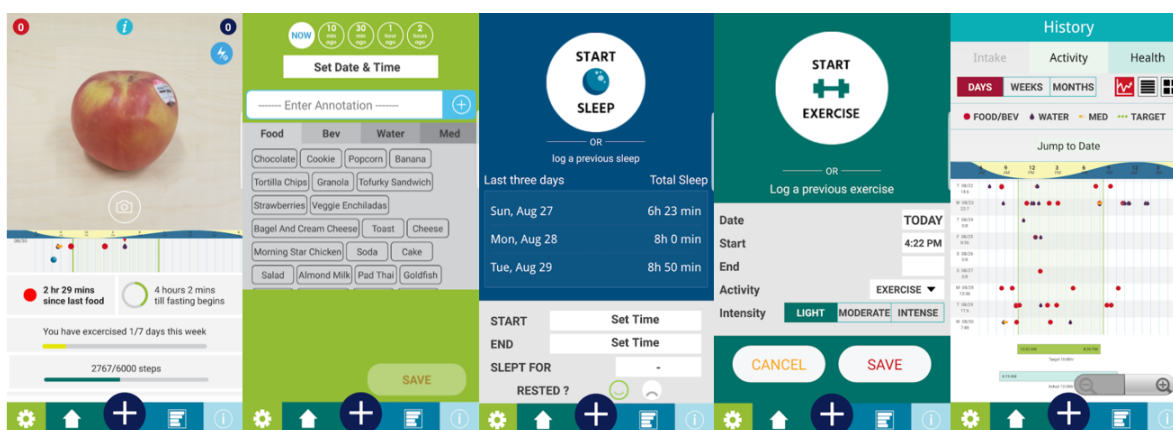 0
0
08/30
2 hr 29 mins
since last food
4 hours 2 mins
till fasting begins
You have excercised 1/7 days this week
2767/6000 steps
NOW
10
min
ago
30
min
ago
1
hour
ago
2
hours
ago
Set Date & Time
------- Enter Annotation -------
Food Bev Water Med
Chocolate Cookie Popcorn Banana
Tortilla Chips Granola Tofurky Sandwich
Strawberries Veggie Enchiladas
Bagel And Cream Cheese Toast Cheese
Morning Star Chicken Soda Cake
Salad Almond Milk Pad Thai Goldfish
SAVE
START
SLEEP
OR
log a previous sleep
Last three days Total Sleep
Sun, Aug 27 6h 23 min
Mon, Aug 28 8h 0 min
Tue, Aug 29 8h 50 min
START Set Time
END Set Time
SLEPT FOR -
RESTED ?
START
EXERCISE
OR
Log a previous exercise
Date TODAY
Start 4:22 PM
End
Activity EXERCISE
Intensity LIGHT MODERATE INTENSE
CANCEL SAVE
History
Intake Activity Health
DAYS WEEKS MONTHS
FOOD/BEV WATER MED TARGET
Jump to Date